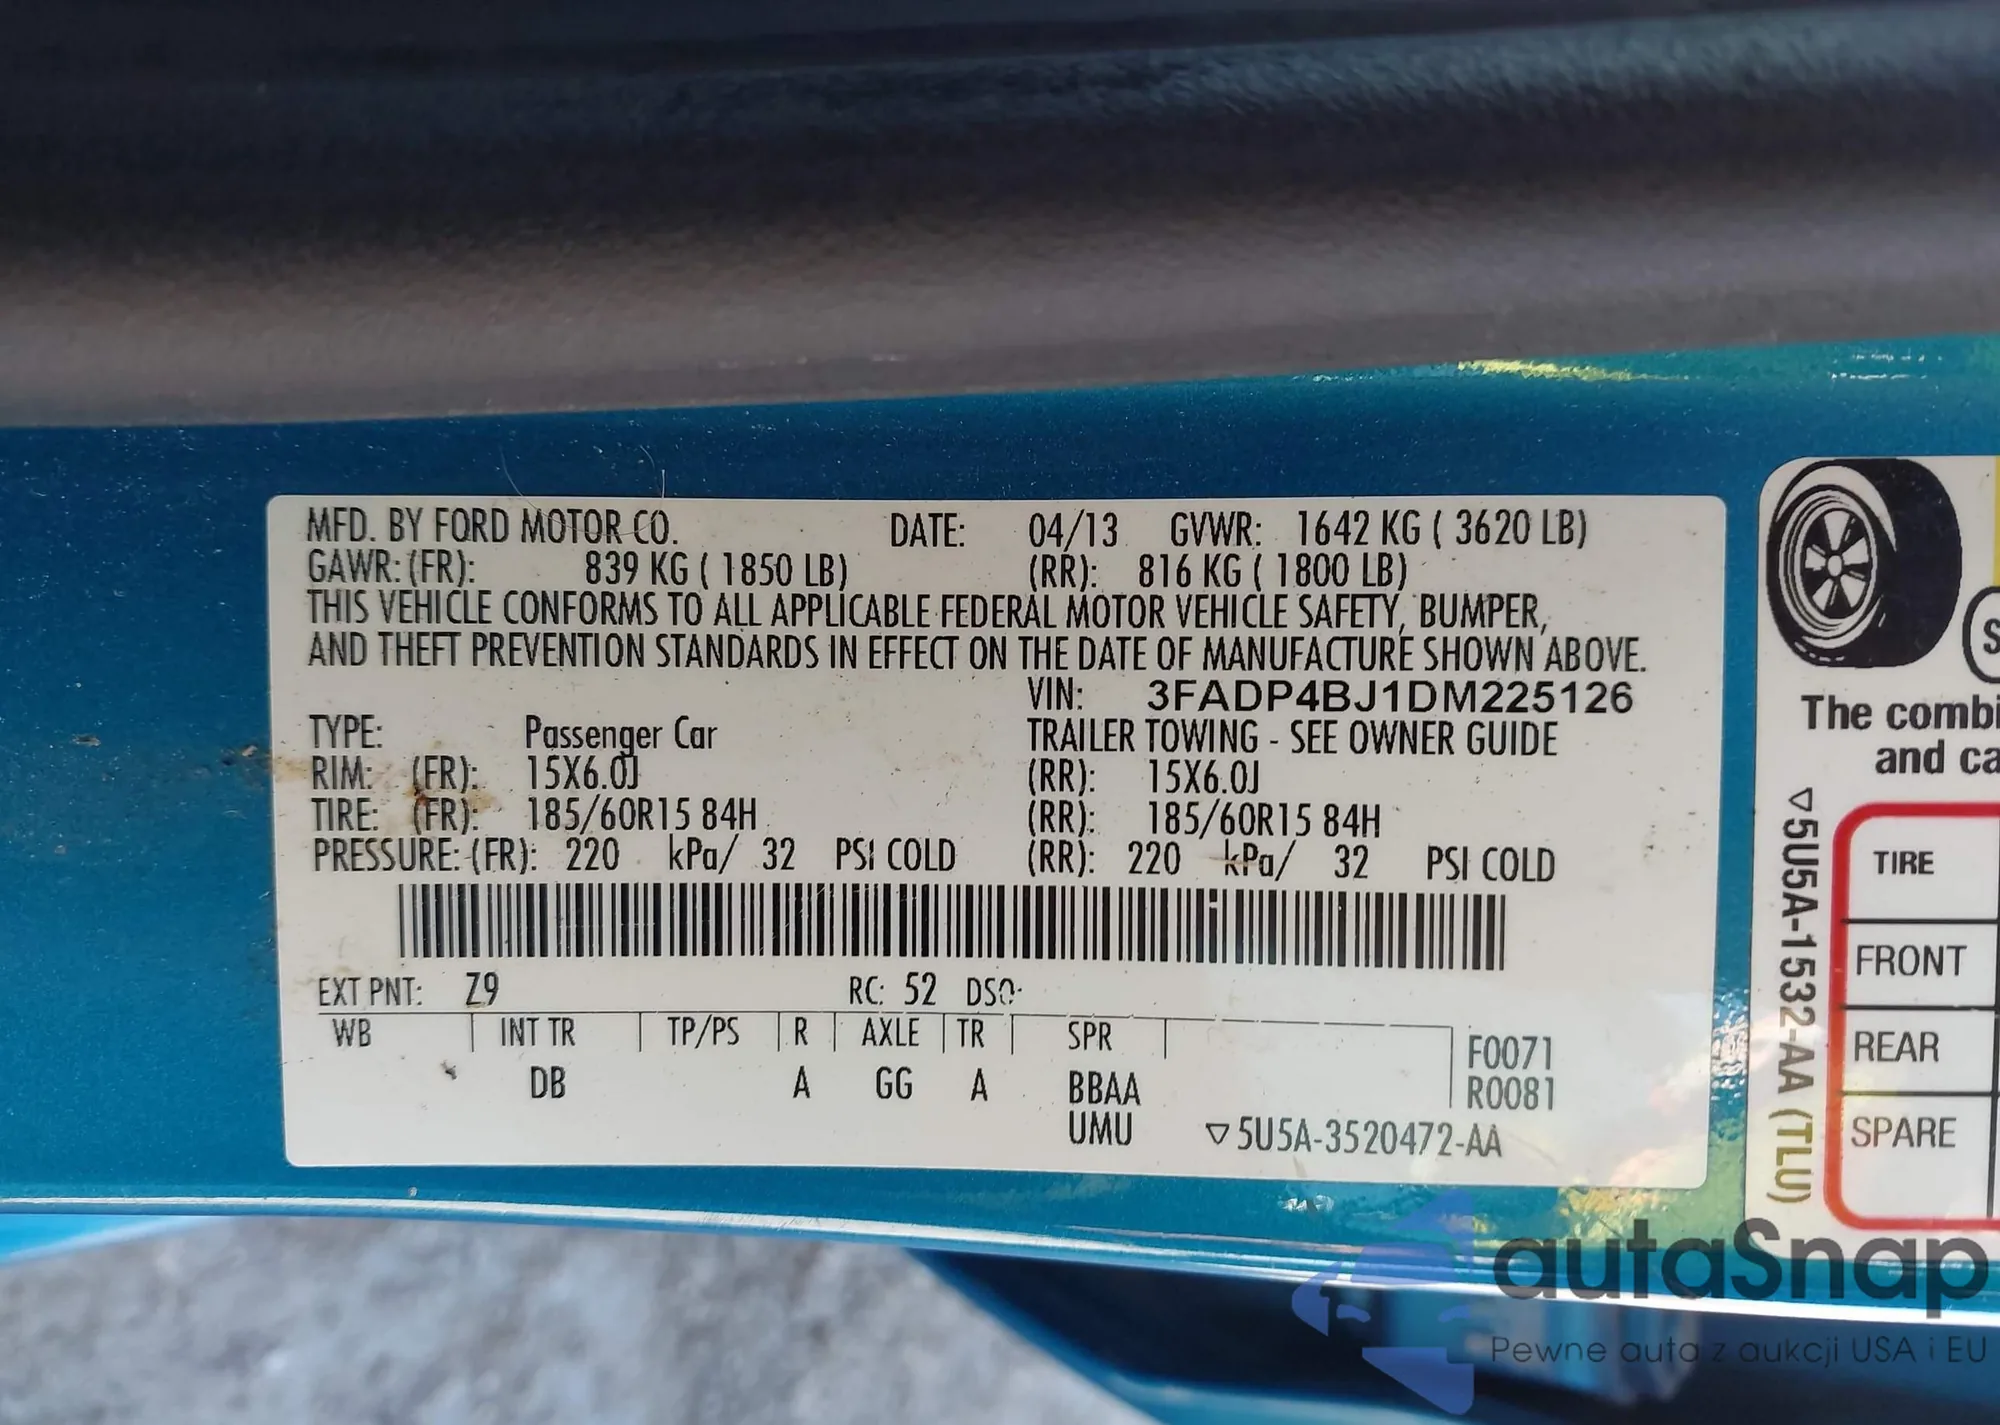 MFD. BY FORD MOTOR CO. DATE: 04/13 GVWR: 1642 KG ( 3620 LB)
GAWR: (FR): 839 KG ( 1850 LB) (RR): 816 KG ( 1800 LB)
THIS VEHICLE CONFORMS TO ALL APPLICABLE FEDERAL MOTOR VEHICLE SAFETY, BUMPER,
AND THEFT PREVENTION STANDARDS IN EFFECT ON THE DATE OF MANUFACTURE SHOWN ABOVE.
VIN: 3FADP4BJ1DM225126
TYPE: Passenger Car TRAILER TOWING - SEE OWNER GUIDE
RIM: (FR): 15X6.0J (RR): 15X6.0J
TIRE: (FR): 185/60R15 84H (RR): 185/60R15 84H
PRESSURE: (FR): 220 kPa/ 32 PSI COLD (RR): 220 kPa/ 32 PSI COLD
EXT PNT: Z9 RC: 52 DSO:
WB INT TR TP/PS R AXLE TR SPR
F0071
DB A GG A BBAA R0081
UMU ▽5U5A-3520472-AA
S
The combi
and ca
▽5U5A-1532-AA (TLU)
TIRE
FRONT
REAR
SPARE
autaSnap
Pewne auta z aukcji USA i EU